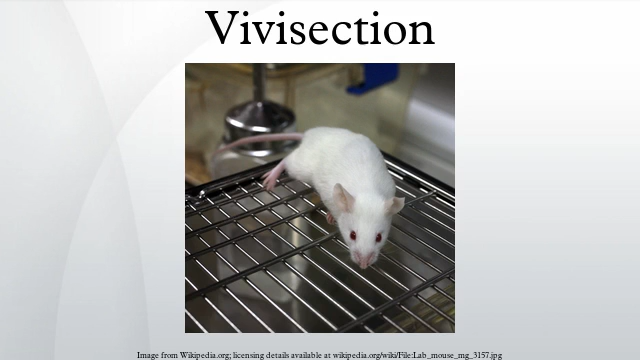 Vivisection
Image from Wikipedia.org; licensing details available at wikipedia.org/wiki/File:Lab_mouse_mg_3157.jpg